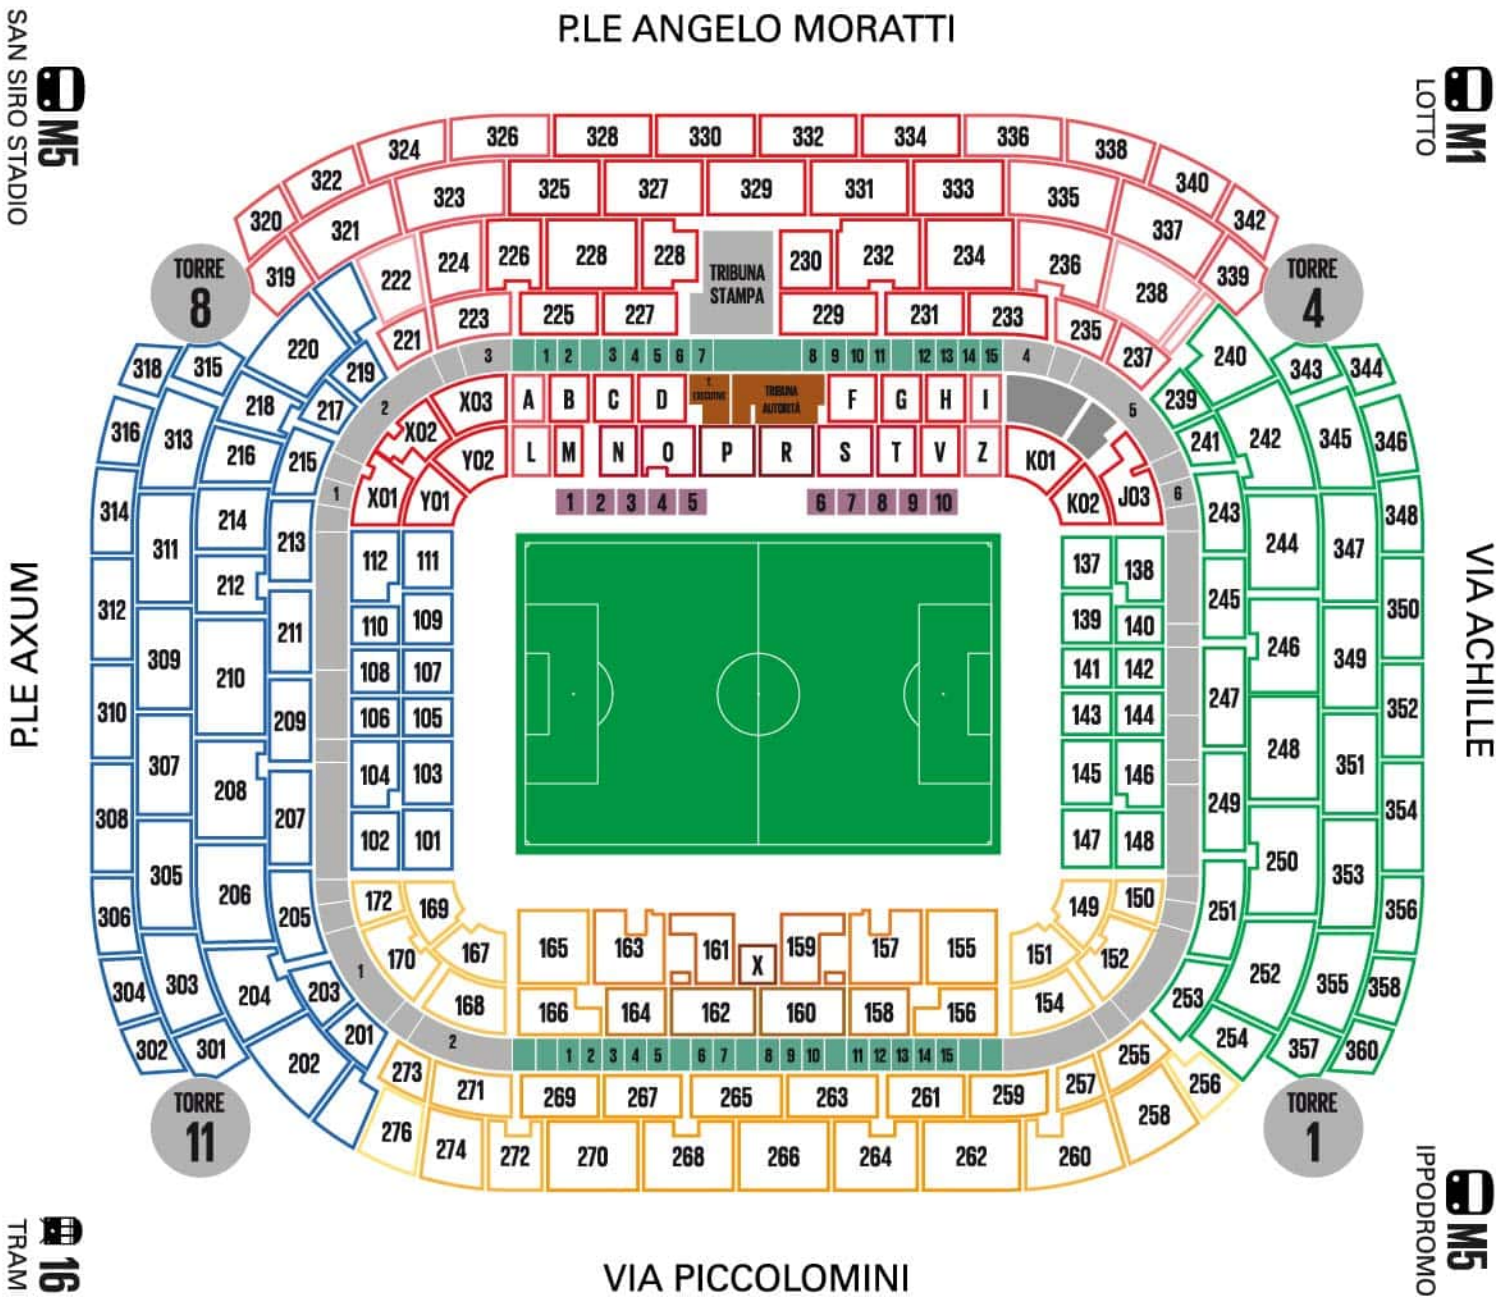 P.LE ANGELO MORATTI
SAN SIRO STADIO
M5
LOTTO
M1
326 328 330 332 334 336
324 338
322 340
320 342
325 327 329 331 333
323 335
321 337
319 339
226 228 228 230 232 234
224 236
222 238
TRIBUNA
STAMPA
TORRE
8
TORRE
4
225 227 229 231 233
223 235
221 237
3 1 2 3 4 5 6 7 8 9 10 11 12 13 14 15 4
2 5
1 6
220 240
219 239
318 315 343 344
218 217 241 242
316 313 216 215 345 346
X03 A B C D
T.
EXECUTIVE
TRIBUNA
AUTORITÀ
F G H I
X02
Y02 L M N O P R S T V Z K01
X01 Y01 K02 J03
1 2 3 4 5 6 7 8 9 10
314 311 214 213 243 244 347 348
312 212 211 245 246 350
309 210 349
310 209 247 352
307 208 248 351
308 207 249 354
305 206 250 353
306 205 251 356
304 303 204 203 253 252 355 358
302 301 202 201 254 357 360
112 111 137 138
110 109 139 140
108 107 141 142
106 105 143 144
104 103 145 146
102 101 147 148
P.LE AXUM
VIA ACHILLE
172 169 149 150
170 167 165 163 161 X 159 157 155 151 152
168 166 164 162 160 158 156 154
1
2 1 2 3 4 5 6 7 8 9 10 11 12 13 14 15
273 271 269 267 265 263 261 259 257 255
256
276 274 272 270 268 266 264 262 260 258
TORRE
11
TORRE
1
16
TRAM
M5
IPPODROMO
VIA PICCOLOMINI